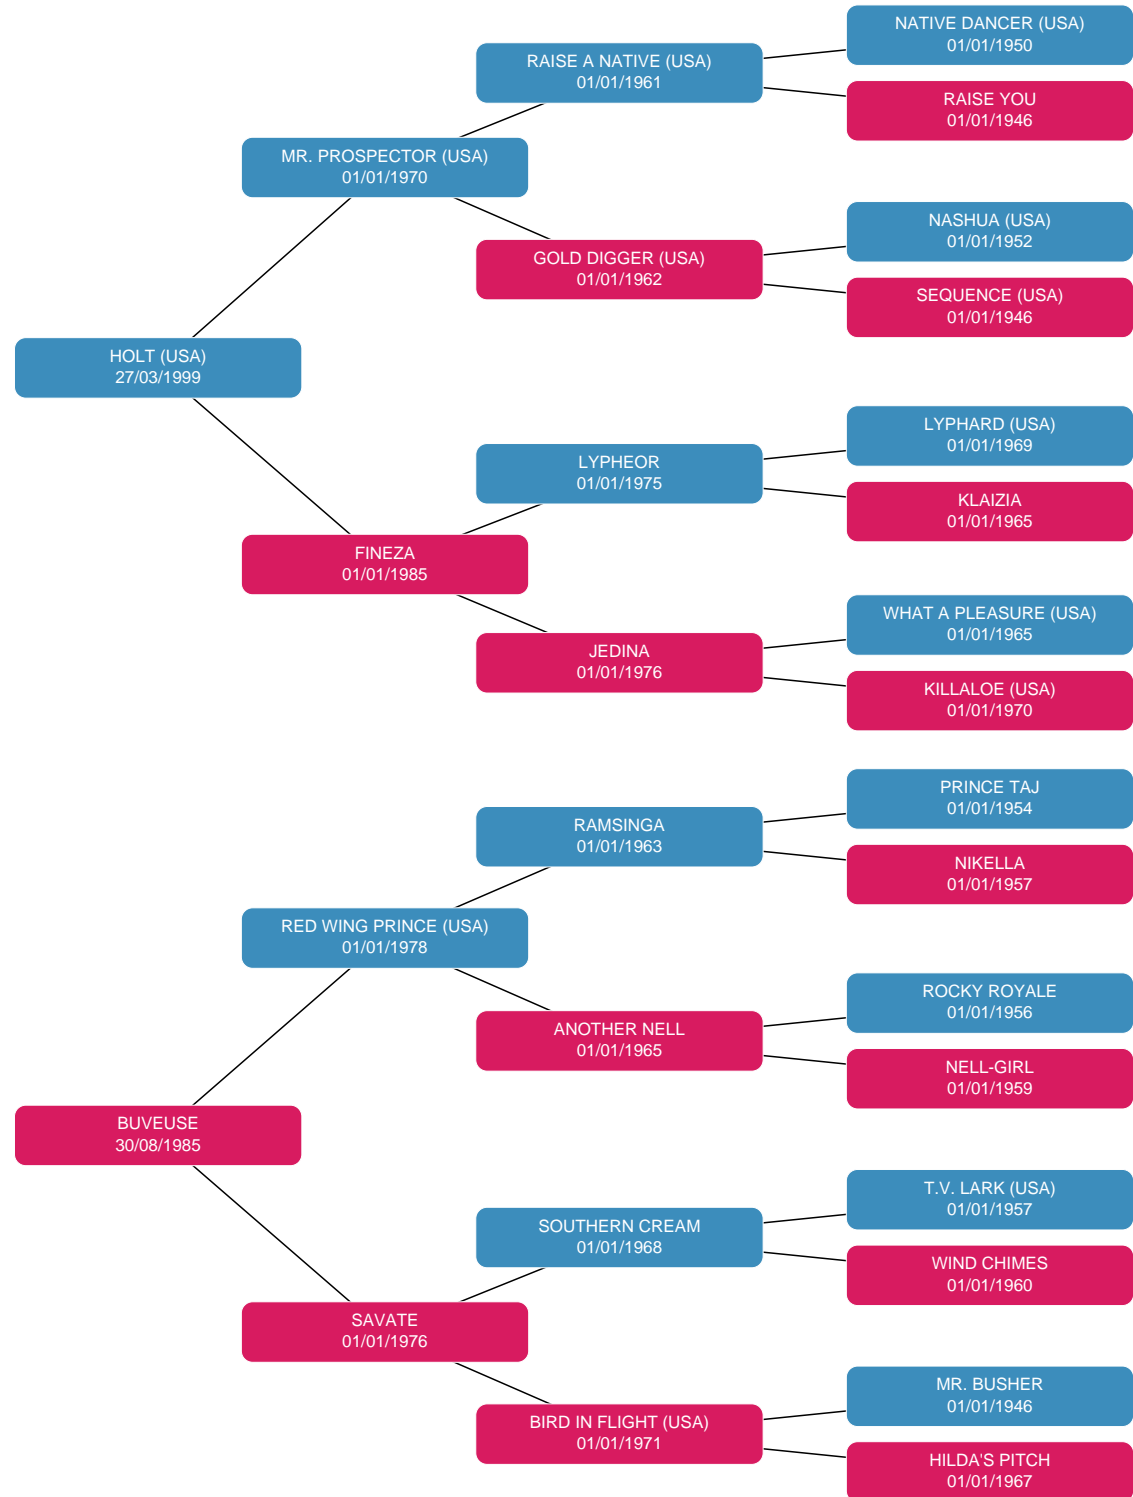 NATIVE DANCER (USA)
01/01/1950
RAISE A NATIVE (USA)
01/01/1961
RAISE YOU
01/01/1946
MR. PROSPECTOR (USA)
01/01/1970
NASHUA (USA)
01/01/1952
GOLD DIGGER (USA)
01/01/1962
SEQUENCE (USA)
01/01/1946
HOLT (USA)
27/03/1999
LYPHARD (USA)
01/01/1969
LYPHEOR
01/01/1975
KLAIZIA
01/01/1965
FINEZA
01/01/1985
WHAT A PLEASURE (USA)
01/01/1965
JEDINA
01/01/1976
KILLALOE (USA)
01/01/1970
PRINCE TAJ
01/01/1954
RAMSINGA
01/01/1963
NIKELLA
01/01/1957
RED WING PRINCE (USA)
01/01/1978
ROCKY ROYALE
01/01/1956
ANOTHER NELL
01/01/1965
NELL-GIRL
01/01/1959
BUVEUSE
30/08/1985
T.V. LARK (USA)
01/01/1957
SOUTHERN CREAM
01/01/1968
WIND CHIMES
01/01/1960
SAVATE
01/01/1976
MR. BUSHER
01/01/1946
BIRD IN FLIGHT (USA)
01/01/1971
HILDA'S PITCH
01/01/1967